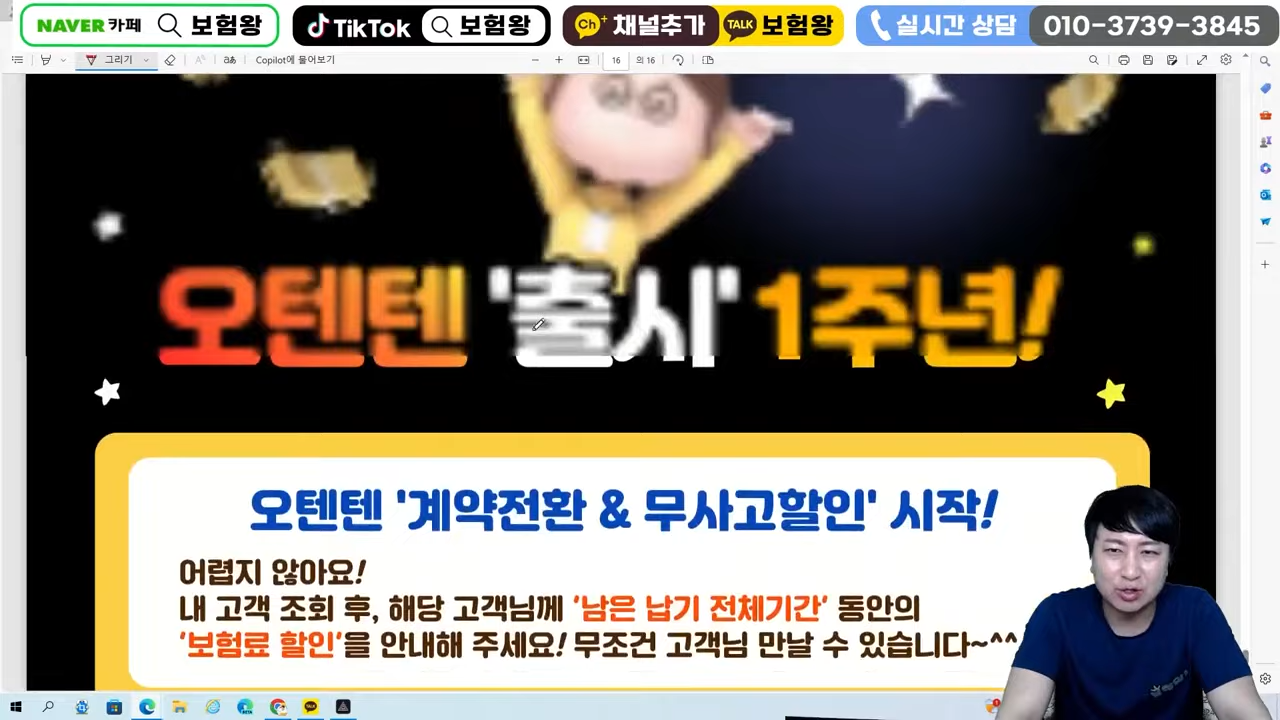 NAVER 카페 보험왕
TikTok 보험왕
Ch+ 채널추가 TALK 보험왕
실시간 상담 010-3739-3845
그리기
Copilot에 물어보기
16 의 16
오텐텐 '출시' 1주년!
오텐텐 '계약전환 & 무사고할인' 시작!
어렵지 않아요!
내 고객 조회 후, 해당 고객님께 '남은 납기 전체기간' 동안의
'보험료 할인'을 안내해 주세요! 무조건 고객님 만날 수 있습니다~^^